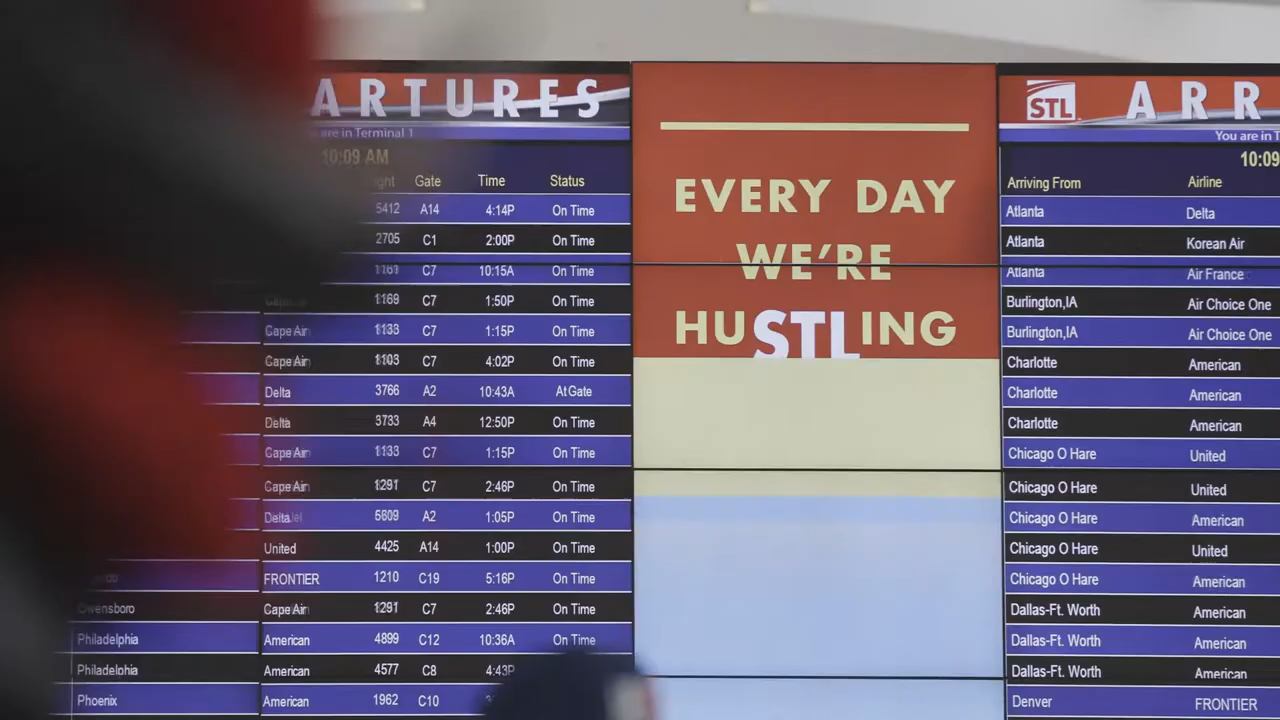 ARTURES
are in Terminal 1
10:09 AM
Gate Time Status
5412 A14 4:14P On Time
2705 C1 2:00P On Time
1161 C7 10:15A On Time
1169 C7 1:50P On Time
Cape Air 1133 C7 1:15P On Time
Cape Air 1103 C7 4:02P On Time
Delta 3766 A2 10:43A At Gate
Delta 3733 A4 12:50P On Time
Cape Air 1133 C7 1:15P On Time
Cape Air 1291 C7 2:46P On Time
Delta 5609 A2 1:05P On Time
United 4425 A14 1:00P On Time
FRONTIER 1210 C19 5:16P On Time
Owensboro Cape Air 1291 C7 2:46P On Time
Philadelphia American 4899 C12 10:36A On Time
Philadelphia American 4577 C8 4:43P
Phoenix American 1962 C10
EVERY DAY
WE'RE
HUSTLING
STL ARR
You are in T
10:09
Arriving From Airline
Atlanta Delta
Atlanta Korean Air
Atlanta Air France
Burlington,IA Air Choice One
Burlington,IA Air Choice One
Charlotte American
Charlotte American
Charlotte American
Chicago O Hare United
Chicago O Hare United
Chicago O Hare American
Chicago O Hare United
Chicago O Hare American
Dallas-Ft. Worth American
Dallas-Ft. Worth American
Dallas-Ft. Worth American
Denver FRONTIER